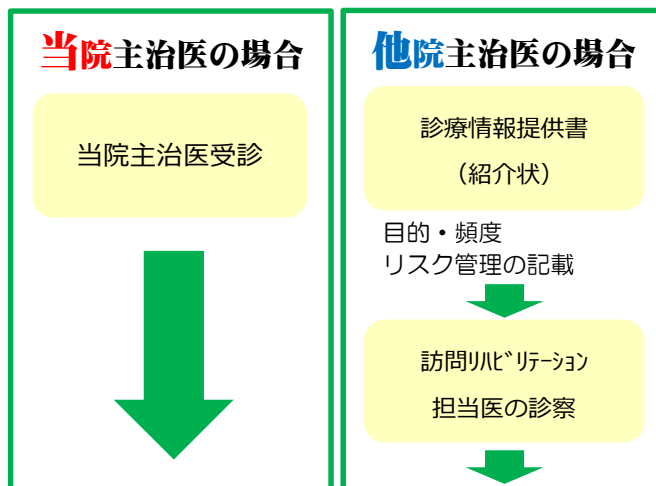 当院主治医の場合
当院主治医受診
他院主治医の場合
診療情報提供書
（紹介状）
目的・頻度
リスク管理の記載
訪問ﾘﾊﾋﾞﾘﾃｰｼｮﾝ
担当医の診察